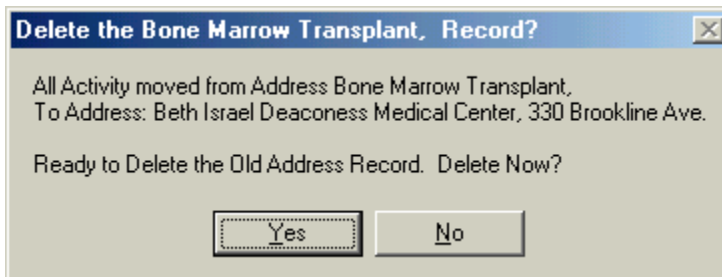 Delete the Bone Marrow Transplant, Record?
All Activity moved from Address Bone Marrow Transplant,
To Address: Beth Israel Deaconess Medical Center, 330 Brookline Ave.
Ready to Delete the Old Address Record. Delete Now?
Yes No